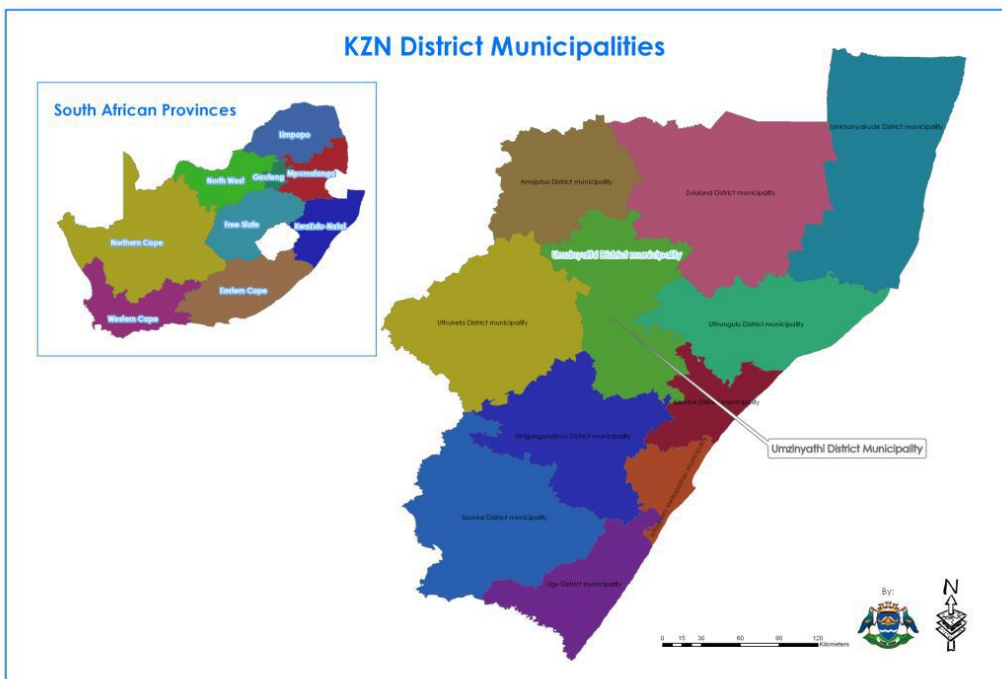 KZN District Municipalities
South African Provinces
Limpopo
North West
Gauteng
Mpumalanga
Free State
KwaZulu-Natal
Northern Cape
Eastern Cape
Western Cape
Umkhanyakude District municipality
Amajuba District municipality
Zululand District municipality
Umzinyathi District municipality
Uthukela District municipality
Uthungulu District municipality
District municipality
District municipality
Umzinyathi District Municipality
Sisonke District municipality
Ugu District municipality
By:
N
0 15 30 60 90 120
Kilometers